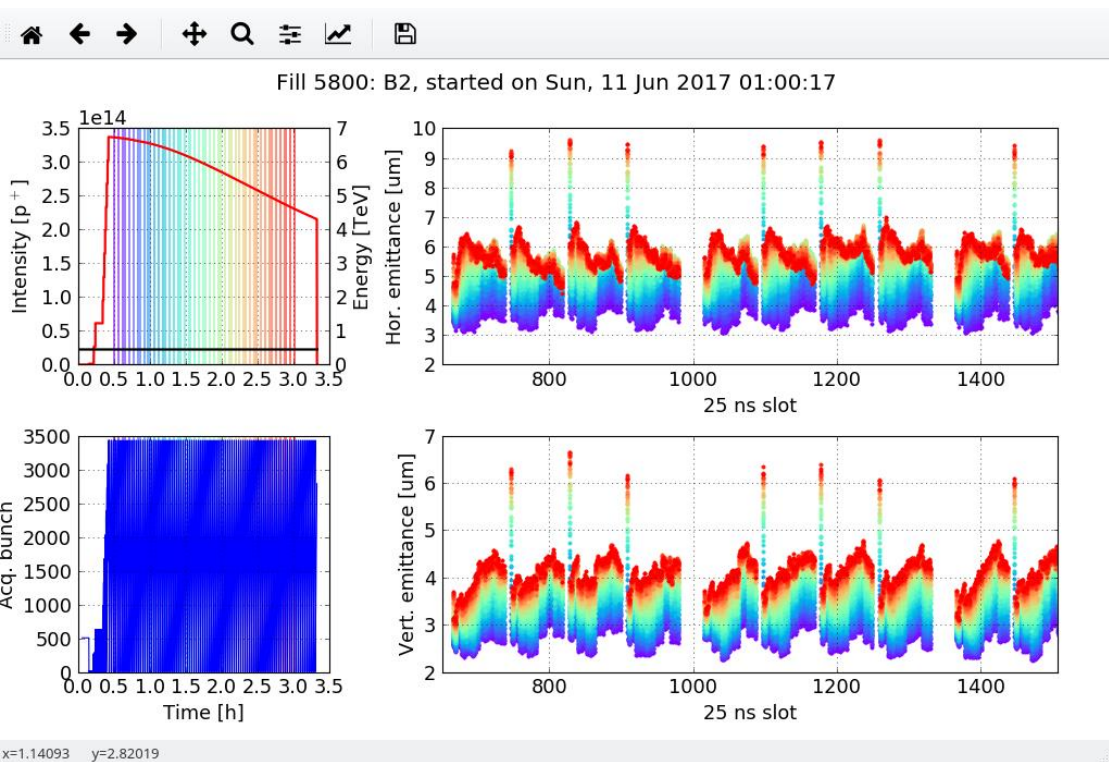 Fill 5800: B2, started on Sun, 11 Jun 2017 01:00:17
1e14
Intensity [p+]
3.5
3.0
2.5
2.0
1.5
1.0
0.5
0.0
0.0 0.5 1.0 1.5 2.0 2.5 3.0 3.5
7
6
5
4
3
2
1
0
Energy [TeV]
Hor. emittance [um]
10
9
8
7
6
5
4
3
2
800 1000 1200 1400
25 ns slot
Acq. bunch
3500
3000
2500
2000
1500
1000
500
0
0.0 0.5 1.0 1.5 2.0 2.5 3.0 3.5
Time [h]
Vert. emittance [um]
7
6
5
4
3
2
800 1000 1200 1400
25 ns slot
x=1.14093 y=2.82019